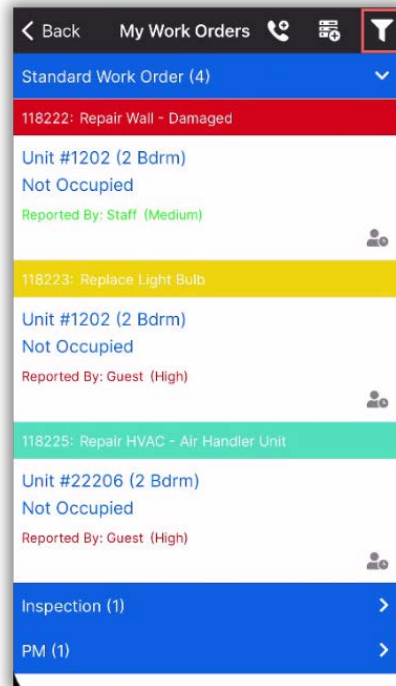 Back My Work Orders
Standard Work Order (4)
118222: Repair Wall - Damaged
Unit #1202 (2 Bdrm)
Not Occupied
Reported By: Staff (Medium)
118223: Replace Light Bulb
Unit #1202 (2 Bdrm)
Not Occupied
Reported By: Guest (High)
118225: Repair HVAC - Air Handler Unit
Unit #22206 (2 Bdrm)
Not Occupied
Reported By: Guest (High)
Inspection (1)
PM (1)